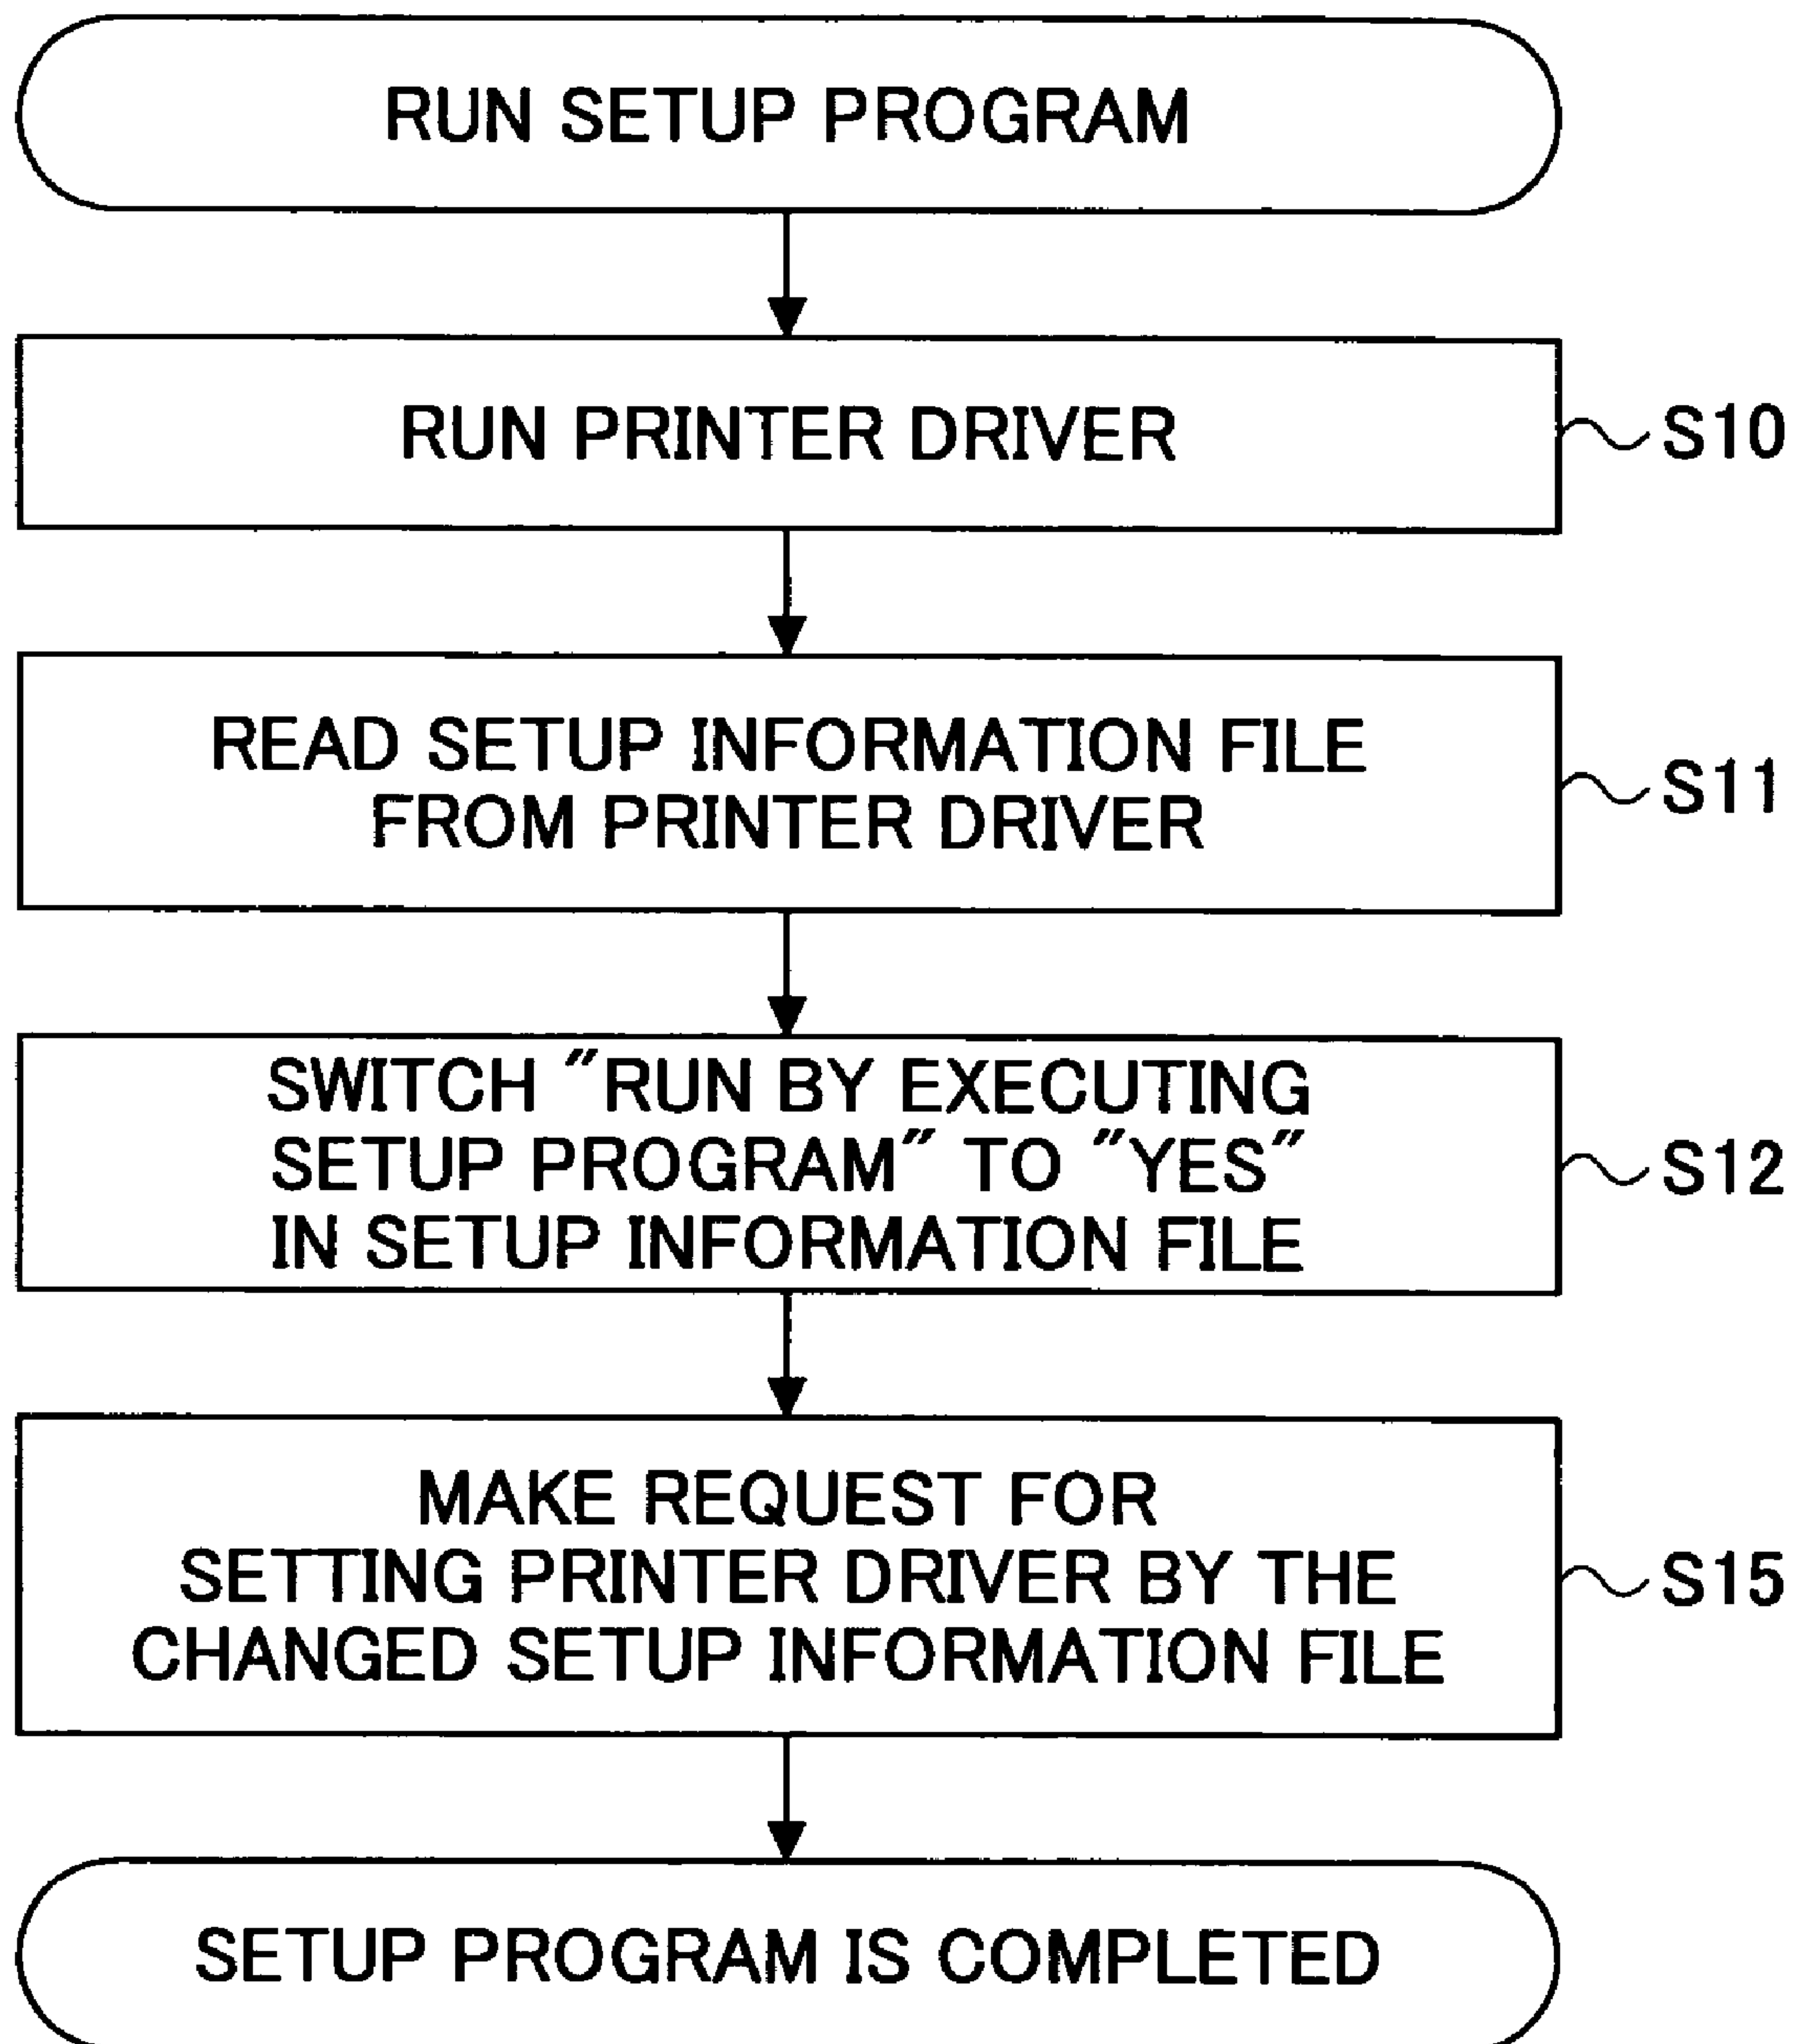 RUN SETUP PROGRAM
RUN PRINTER DRIVER
S10
READ SETUP INFORMATION FILE
FROM PRINTER DRIVER
S11
SWITCH "RUN BY EXECUTING
SETUP PROGRAM" TO "YES"
IN SETUP INFORMATION FILE
S12
MAKE REQUEST FOR
SETTING PRINTER DRIVER BY THE
CHANGED SETUP INFORMATION FILE
S15
SETUP PROGRAM IS COMPLETED